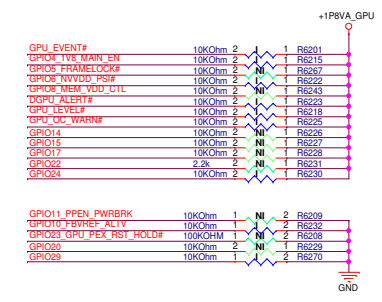 +1P8VA_GPU
GPU_EVENT# 10KOhm 2 I 1 R6201
GPIO4_1V8_MAIN_EN 10KOhm 2 I 1 R6215
GPIO5_FRAMELOCK# 10KOhm 2 NI 1 R6267
GPIO6_NVVDD_PSI# 10KOhm 2 I 1 R6222
GPIO8_MEM_VDD_CTL 10KOhm 2 NI 1 R6243
DGPU_ALERT# 10KOhm 2 I 1 R6223
GPU_LEVEL# 10KOhm 2 I 1 R6218
GPU_OC_WARN# 10KOhm 2 I 1 R6225
GPIO14 10KOhm 2 NI 1 R6226
GPIO15 10KOhm 2 NI 1 R6227
GPIO17 10KOhm 2 NI 1 R6228
GPIO22 2.2k 2 NI 1 R6231
GPIO24 10KOhm 2 I 1 R6230
GPIO11_PPEN_PWRBRK 10KOhm 1 NI 2 R6209
GPIO10_FBVREF_ALTV 10KOhm 1 I 2 R6232
GPIO23_GPU_PEX_RST_HOLD# 100KOHM 1 NI 2 R6208
GPIO20 10KOhm 2 NI 1 R6229
GPIO29 10KOhm 2 I 1 R6270
GND